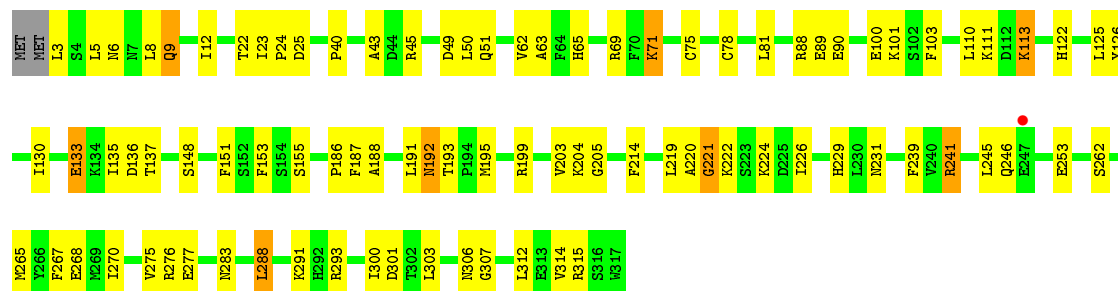 MET MET L3 S4 L5 N6 N7 L8 Q9 I12 T22 I23 P24 D25 P40 A43 D44 R45 D49 L50 Q51 V62 A63 F64 H65 R69 F70 K71 C75 C78 L81 R88 E89 E90 E100 K101 S102 F103 L110 K111 D112 K113 H122 L125 Y126
I130 E133 K134 I135 D136 T137 S148 F151 S152 F153 S154 S155 P186 F187 A188 L191 N192 T193 P194 M195 R199 V203 K204 G205 F214 L219 A220 G221 K222 S223 K224 D225 I226 H229 L230 N231 F239 V240 R241 L245 Q246 E247 E253 S262
M265 Y266 F267 E268 M269 I270 V275 R276 E277 N283 L288 K291 H292 R293 I300 D301 T302 L303 N306 G307 L312 E313 V314 R315 S316 W317